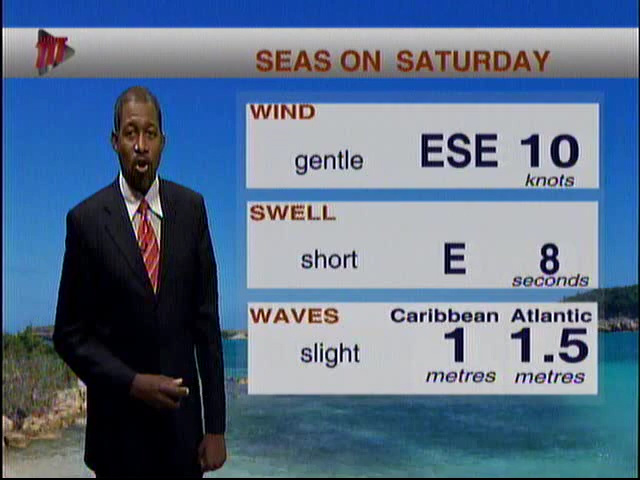 SEAS ON SATURDAY
WIND
gentle ESE 10
knots
SWELL
short E 8
seconds
WAVES Caribbean Atlantic
slight 1 1.5
metres metres